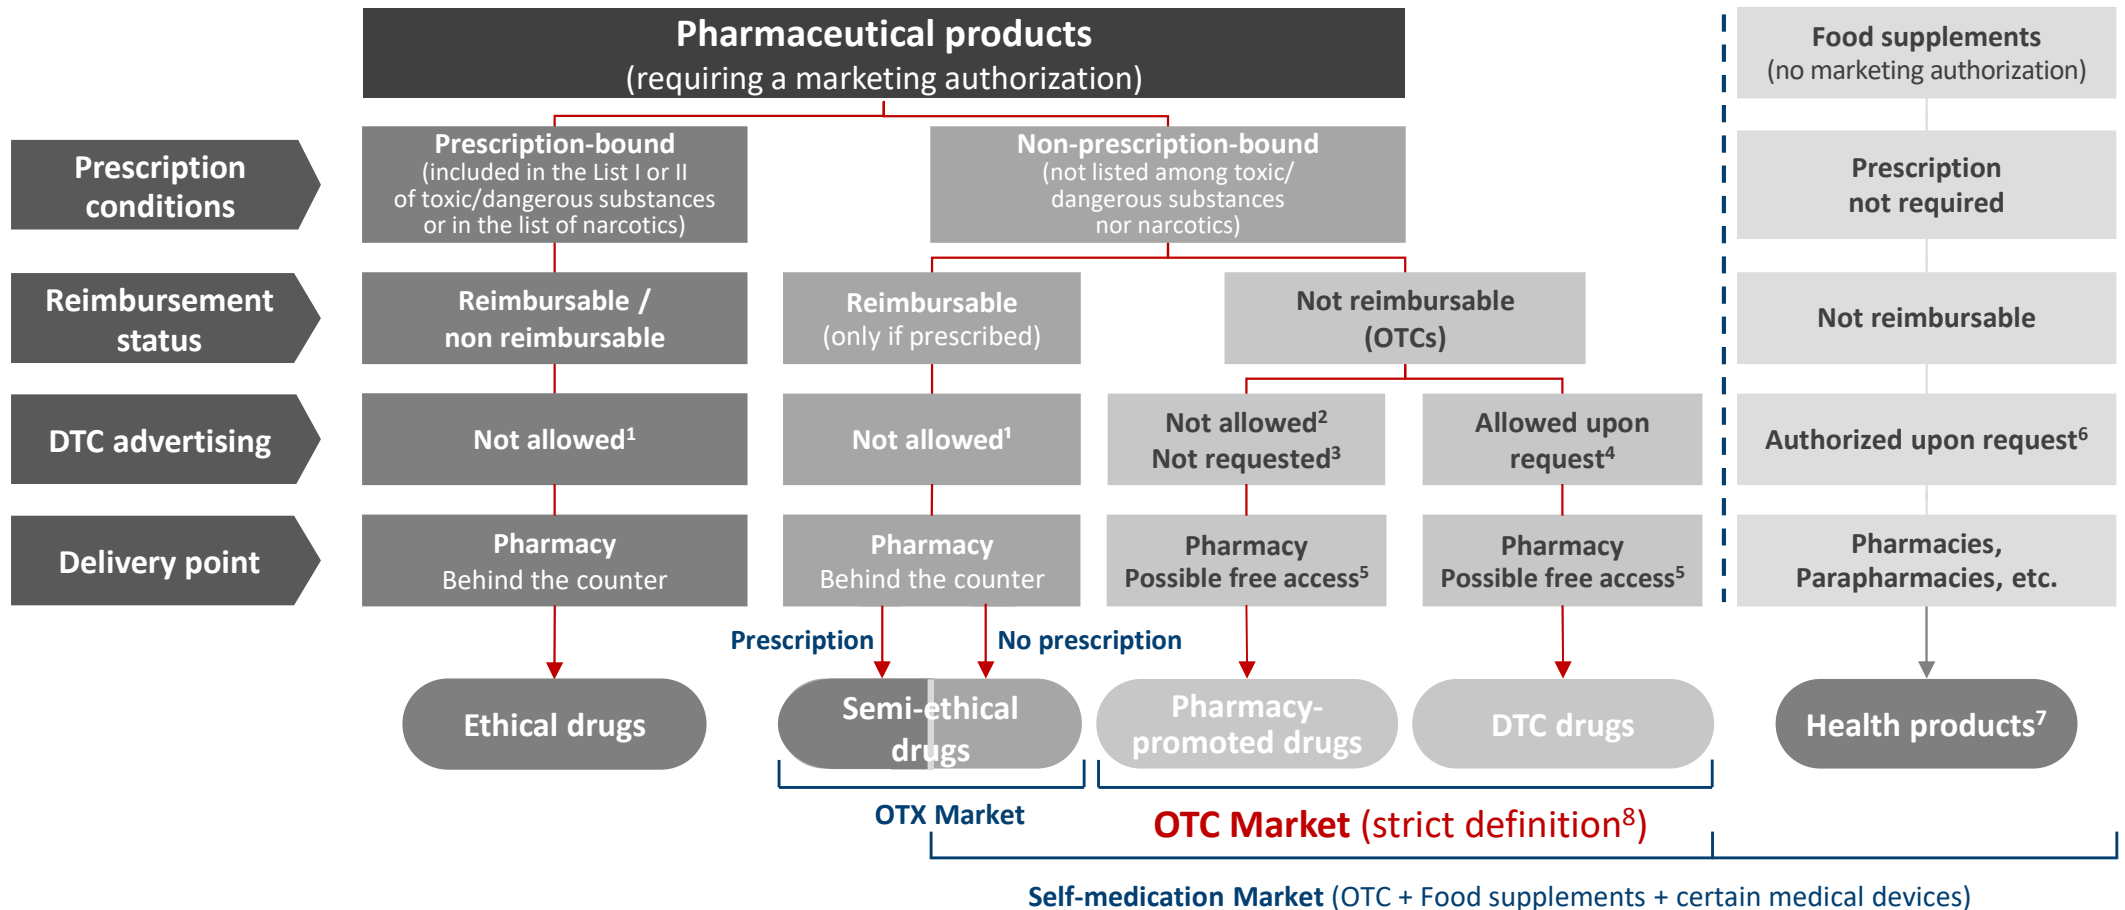 Pharmaceutical products
(requiring a marketing authorization)
Food supplements
(no marketing authorization)
Prescription
conditions
Prescription-bound
(included in the List I or II
of toxic/dangerous substances
or in the list of narcotics)
Non-prescription-bound
(not listed among toxic/
dangerous substances
nor narcotics)
Prescription
not required
Reimbursement
status
Reimbursable /
non reimbursable
Reimbursable
(only if prescribed)
Not reimbursable
(OTCs)
Not reimbursable
DTC advertising
Not allowed¹
Not allowed¹
Not allowed²
Not requested³
Allowed upon
request⁴
Authorized upon request⁶
Delivery point
Pharmacy
Behind the counter
Pharmacy
Behind the counter
Pharmacy
Possible free access⁵
Pharmacy
Possible free access⁵
Pharmacies,
Parapharmacies, etc.
Prescription
No prescription
Ethical drugs
Semi-ethical
drugs
Pharmacy-
promoted drugs
DTC drugs
Health products⁷
OTX Market
OTC Market (strict definition⁸)
Self-medication Market (OTC + Food supplements + certain medical devices)